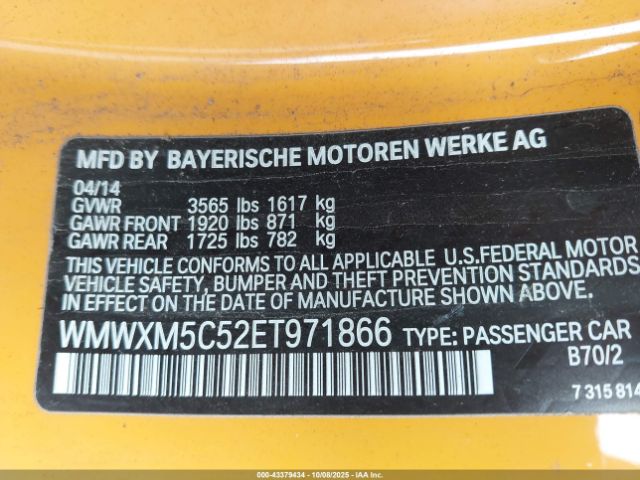 MFD BY BAYERISCHE MOTOREN WERKE AG
04/14
GVWR 3565 lbs 1617 kg
GAWR FRONT 1920 lbs 871 kg
GAWR REAR 1725 lbs 782 kg
THIS VEHICLE CONFORMS TO ALL APPLICABLE U.S.FEDERAL MOTOR
VEHICLE SAFETY, BUMPER AND THEFT PREVENTION STANDARDS
IN EFFECT ON THE DATE OF MANUFACTURE SHOWN ABOVE.
WMWXM5C52ET971866 TYPE: PASSENGER CAR
B70/2
7 315 814
000-43379434 - 10/08/2025 - Copyright © IAA, Inc.